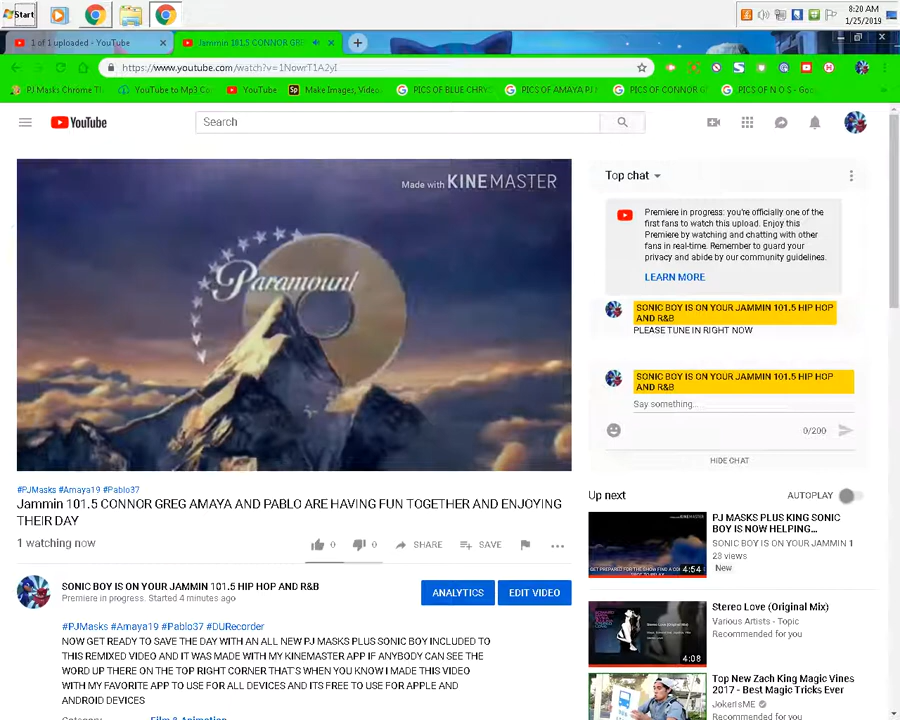 Start
8:20 AM
1/25/2019
1 of 1 uploaded - YouTube
Jammin 101.5 CONNOR GRE
https://www.youtube.com/watch?v=1NowrT1A2yI
PJ Masks Chrome Th
YouTube to Mp3 Co
YouTube
Make Images, Video
PICS OF BLUE CHRY
PICS OF AMAYA PJ
PICS OF CONNOR G
PICS OF N O S - Goo
YouTube
Search
Made with KINEMASTER
Paramount
Top chat
Premiere in progress: you're officially one of the
first fans to watch this upload. Enjoy this
Premiere by watching and chatting with other
fans in real-time. Remember to guard your
privacy and abide by our community guidelines.
LEARN MORE
SONIC BOY IS ON YOUR JAMMIN 101.5 HIP HOP
AND R&B
PLEASE TUNE IN RIGHT NOW
SONIC BOY IS ON YOUR JAMMIN 101.5 HIP HOP
AND R&B
Say something...
0/200
HIDE CHAT
#PJMasks #Amaya19 #Pablo37
Jammin 101.5 CONNOR GREG AMAYA AND PABLO ARE HAVING FUN TOGETHER AND ENJOYING
THEIR DAY
1 watching now
0
0
SHARE
SAVE
SONIC BOY IS ON YOUR JAMMIN 101.5 HIP HOP AND R&B
Premiere in progress. Started 4 minutes ago
ANALYTICS
EDIT VIDEO
#PJMasks #Amaya19 #Pablo37 #DURecorder
NOW GET READY TO SAVE THE DAY WITH AN ALL NEW PJ MASKS PLUS SONIC BOY INCLUDED TO
THIS REMIXED VIDEO AND IT WAS MADE WITH MY KINEMASTER APP IF ANYBODY CAN SEE THE
WORD UP THERE ON THE TOP RIGHT CORNER THAT'S WHEN YOU KNOW I MADE THIS VIDEO
WITH MY FAVORITE APP TO USE FOR ALL DEVICES AND ITS FREE TO USE FOR APPLE AND
ANDROID DEVICES
Category
Film & Animation
Up next
AUTOPLAY
4:54
PJ MASKS PLUS KING SONIC
BOY IS NOW HELPING...
SONIC BOY IS ON YOUR JAMMIN 1
23 views
New
4:08
Stereo Love (Original Mix)
Various Artists - Topic
Recommended for you
Top New Zach King Magic Vines
2017 - Best Magic Tricks Ever
JokerIsME
Recommended for you